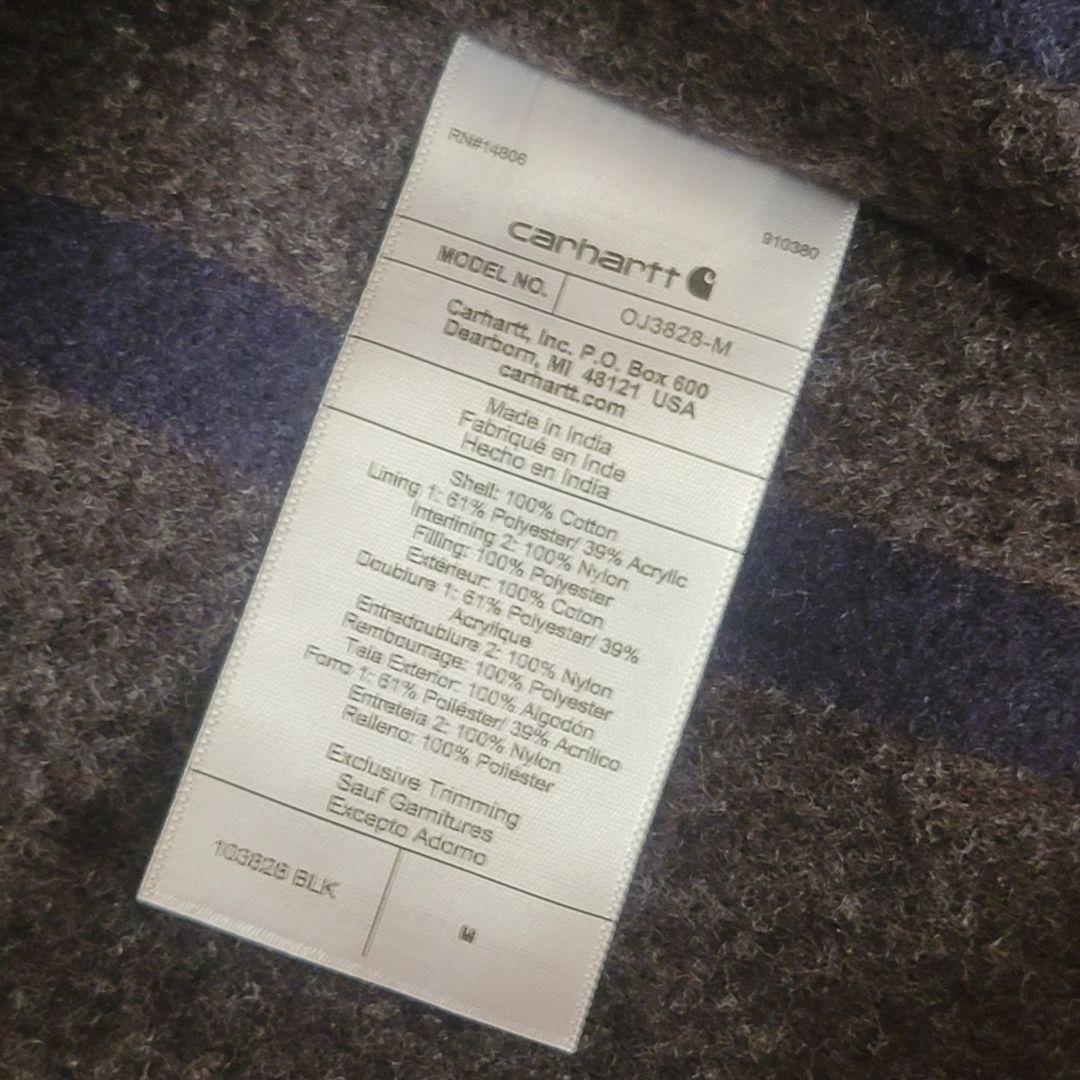 RN#14806
910380
carhartt
MODEL NO. OJ3828-M
Carhartt, Inc. P.O. Box 600
Dearborn, MI 48121 USA
carhartt.com
Made in India
Fabriqué en Inde
Hecho en India
Shell: 100% Cotton
Lining 1: 61% Polyester/ 39% Acrylic
Interlining 2: 100% Nylon
Filling: 100% Polyester
Extérieur: 100% Coton
Doublure 1: 61% Polyester/ 39%
Acrylique
Entredoublure 2: 100% Nylon
Rembourrage: 100% Polyester
Tela Exterior: 100% Algodón
Forro 1: 61% Poliéster/ 39% Acrílico
Entretela 2: 100% Nylon
Relleno: 100% Poliéster
Exclusive Trimming
Sauf Garnitures
Excepto Adorno
103828 BLK
M